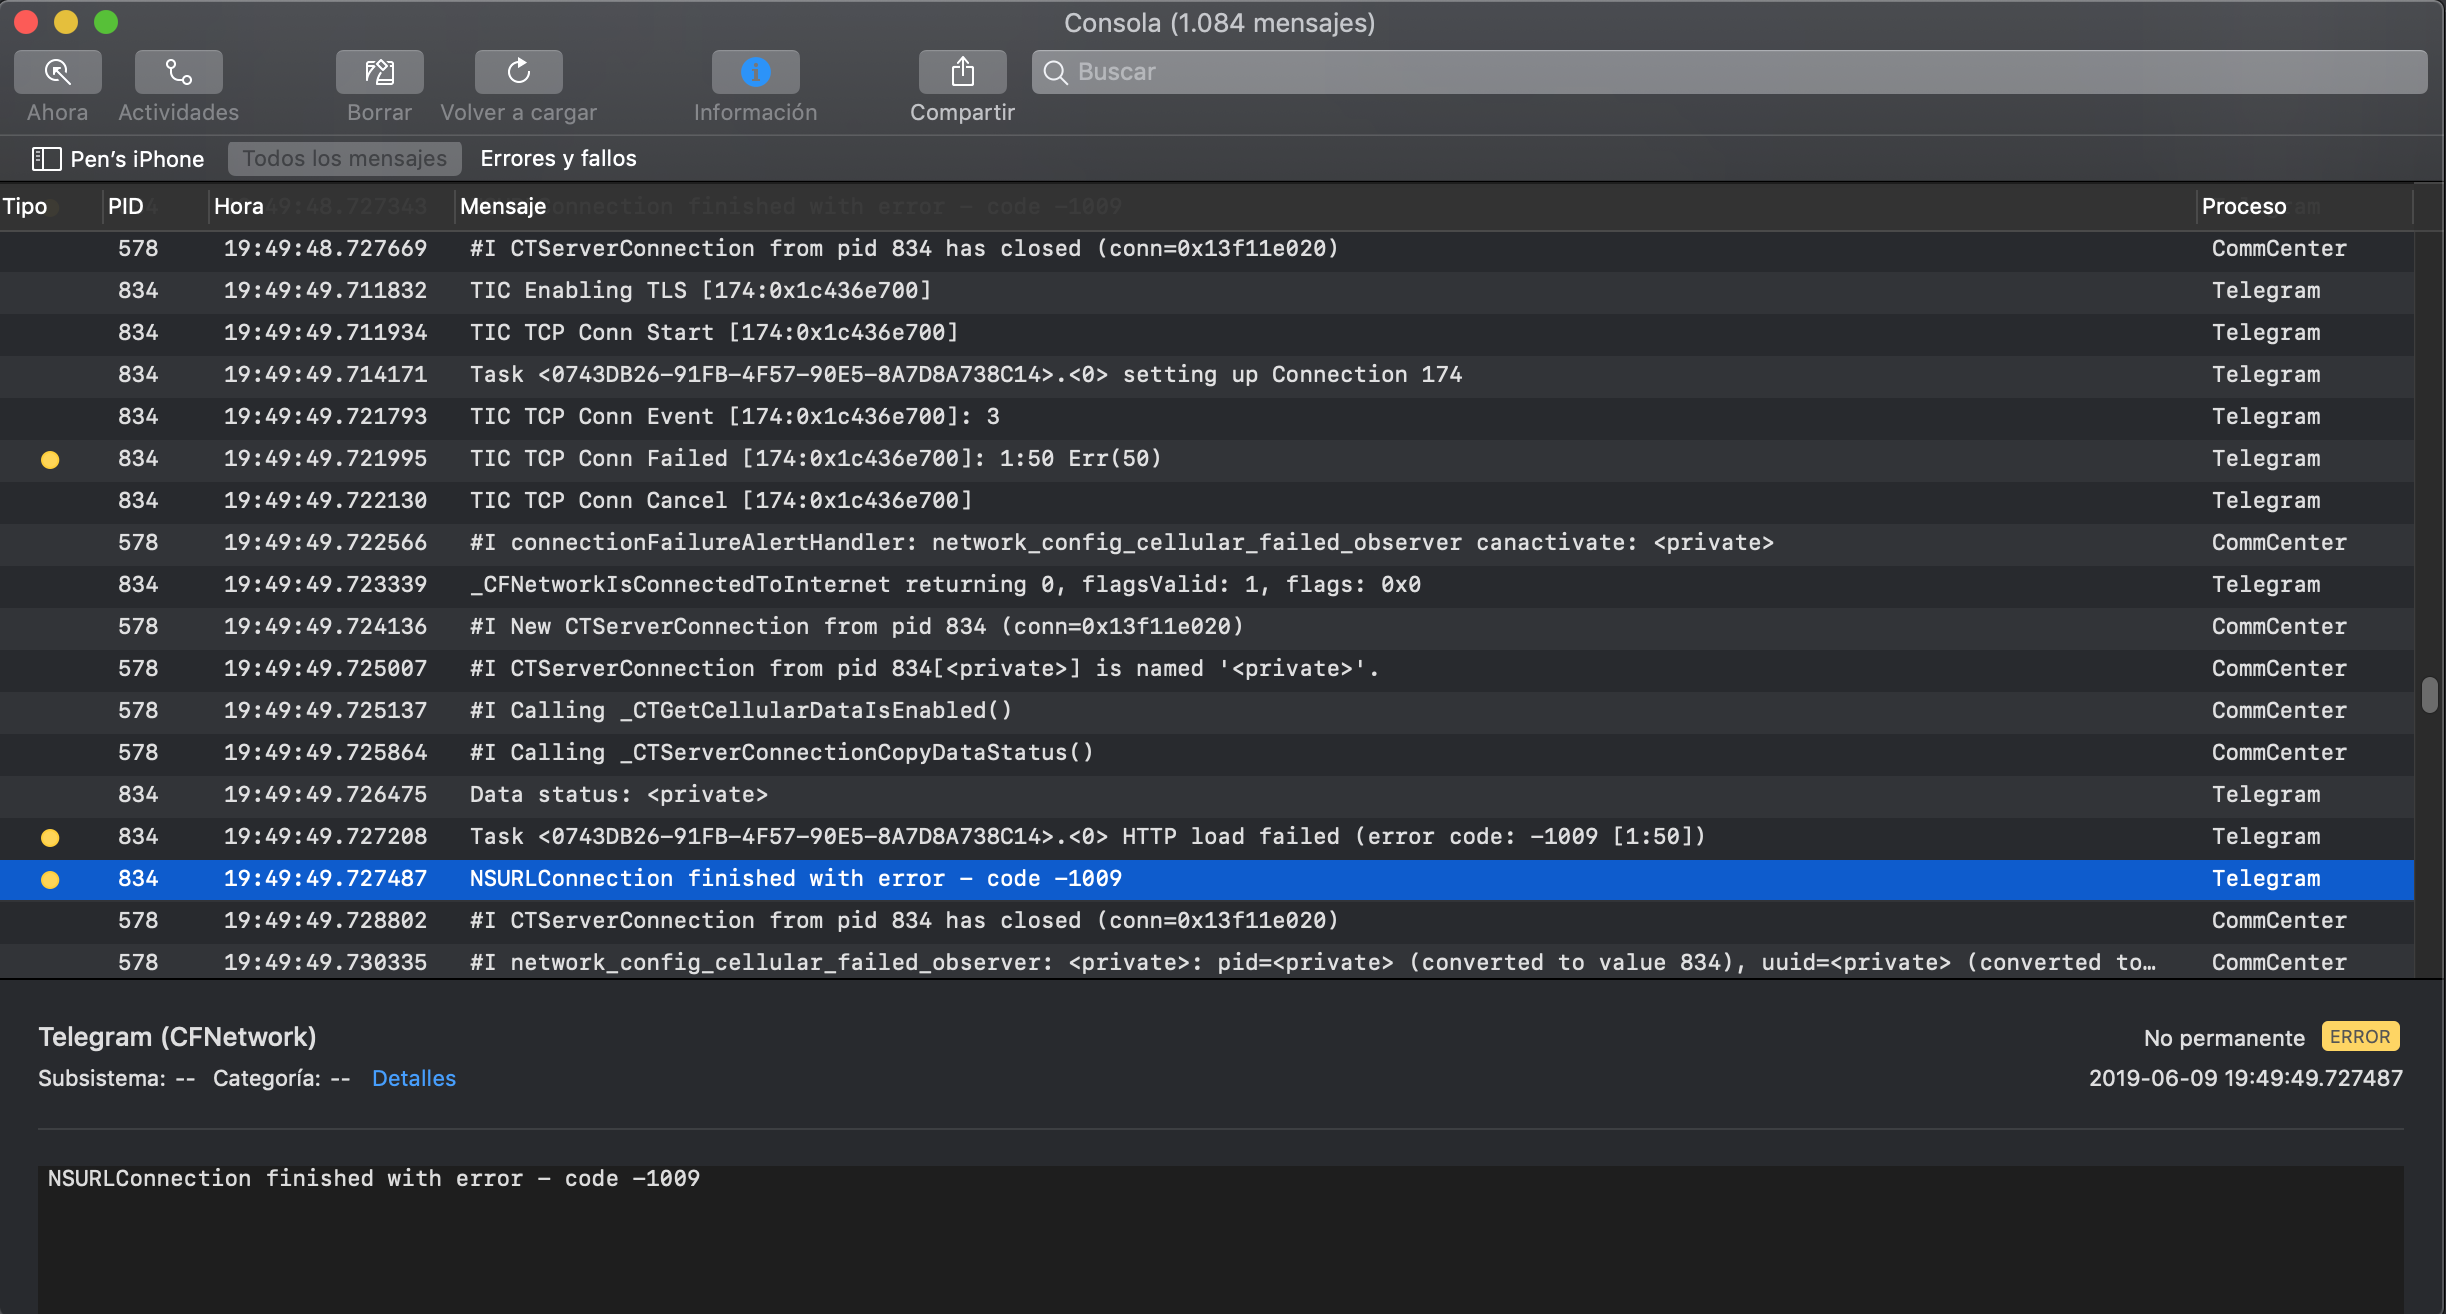 Consola (1.084 mensajes)
Ahora Actividades Borrar Volver a cargar Información Compartir Buscar
Pen's iPhone Todos los mensajes Errores y fallos
Tipo PID Hora Mensaje Proceso
578 19:49:48.727669 #I CTServerConnection from pid 834 has closed (conn=0x13f11e020) CommCenter
834 19:49:49.711832 TIC Enabling TLS [174:0x1c436e700] Telegram
834 19:49:49.711934 TIC TCP Conn Start [174:0x1c436e700] Telegram
834 19:49:49.714171 Task <0743DB26-91FB-4F57-90E5-8A7D8A738C14>.<0> setting up Connection 174 Telegram
834 19:49:49.721793 TIC TCP Conn Event [174:0x1c436e700]: 3 Telegram
834 19:49:49.721995 TIC TCP Conn Failed [174:0x1c436e700]: 1:50 Err(50) Telegram
834 19:49:49.722130 TIC TCP Conn Cancel [174:0x1c436e700] Telegram
578 19:49:49.722566 #I connectionFailureAlertHandler: network_config_cellular_failed_observer canactivate: <private> CommCenter
834 19:49:49.723339 _CFNetworkIsConnectedToInternet returning 0, flagsValid: 1, flags: 0x0 Telegram
578 19:49:49.724136 #I New CTServerConnection from pid 834 (conn=0x13f11e020) CommCenter
578 19:49:49.725007 #I CTServerConnection from pid 834[<private>] is named '<private>'. CommCenter
578 19:49:49.725137 #I Calling _CTGetCellularDataIsEnabled() CommCenter
578 19:49:49.725864 #I Calling _CTServerConnectionCopyDataStatus() CommCenter
834 19:49:49.726475 Data status: <private> Telegram
834 19:49:49.727208 Task <0743DB26-91FB-4F57-90E5-8A7D8A738C14>.<0> HTTP load failed (error code: -1009 [1:50]) Telegram
834 19:49:49.727487 NSURLConnection finished with error - code -1009 Telegram
578 19:49:49.728802 #I CTServerConnection from pid 834 has closed (conn=0x13f11e020) CommCenter
578 19:49:49.730335 #I network_config_cellular_failed_observer: <private>: pid=<private> (converted to value 834), uuid=<private> (converted to… CommCenter
Telegram (CFNetwork) No permanente ERROR
Subsistema: -- Categoría: -- Detalles 2019-06-09 19:49:49.727487
NSURLConnection finished with error - code -1009